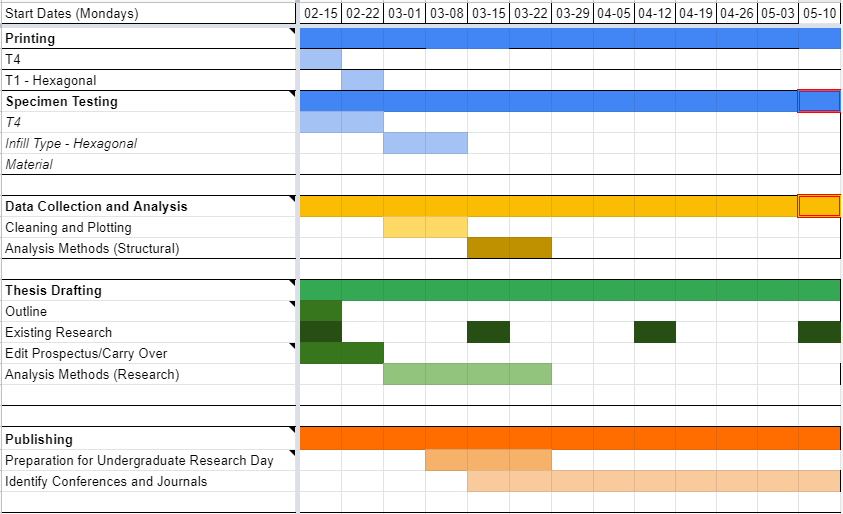 Start Dates (Mondays) 02-15 02-22 03-01 03-08 03-15 03-22 03-29 04-05 04-12 04-19 04-26 05-03 05-10
Printing
T4
T1 - Hexagonal
Specimen Testing
T4
Infill Type - Hexagonal
Material
Data Collection and Analysis
Cleaning and Plotting
Analysis Methods (Structural)
Thesis Drafting
Outline
Existing Research
Edit Prospectus/Carry Over
Analysis Methods (Research)
Publishing
Preparation for Undergraduate Research Day
Identify Conferences and Journals